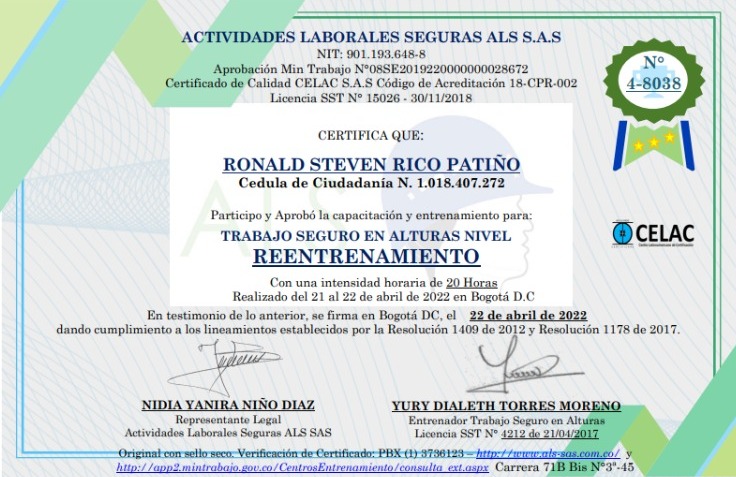 ACTIVIDADES LABORALES SEGURAS ALS S.A.S
NIT: 901.193.648-8
Aprobación Min Trabajo N°08SE2019220000000028672
Certificado de Calidad CELAC S.A.S Código de Acreditación 18-CPR-002
Licencia SST N° 15026 - 30/11/2018
N°
4-8038
CERTIFICA QUE:
RONALD STEVEN RICO PATIÑO
Cedula de Ciudadanía N. 1.018.407.272
ALS
Participo y Aprobó la capacitación y entrenamiento para:
TRABAJO SEGURO EN ALTURAS NIVEL
REENTRENAMIENTO
CELAC
Con una intensidad horaria de 20 Horas
Realizado del 21 al 22 de abril de 2022 en Bogotá D.C
En testimonio de lo anterior, se firma en Bogotá DC, el 22 de abril de 2022
dando cumplimiento a los lineamientos establecidos por la Resolución 1409 de 2012 y Resolución 1178 de 2017.
NIDIA YANIRA NIÑO DIAZ
Representante Legal
Actividades Laborales Seguras ALS SAS
YURY DIALETH TORRES MORENO
Entrenador Trabajo Seguro en Alturas
Licencia SST N° 4212 de 21/04/2017
Original con sello seco. Verificación de Certificado: PBX (1) 3736123 – http://www.als-sas.com.co/ y
http://app2.mintrabajo.gov.co/CentrosEntrenamiento/consulta_ext.aspx Carrera 71B Bis N°3ª-45